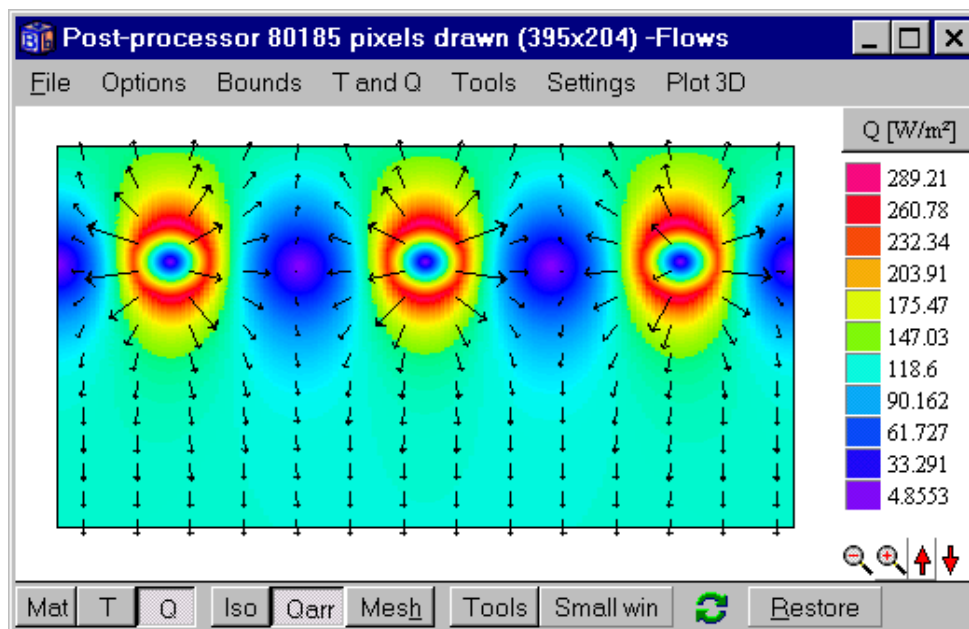 Post-processor 80185 pixels drawn (395x204) -Flows
File Options Bounds T and Q Tools Settings Plot 3D
Q [W/m²]
289.21
260.78
232.34
203.91
175.47
147.03
118.6
90.162
61.727
33.291
4.8553
Mat T Q Iso Qarr Mesh Tools Small win Restore